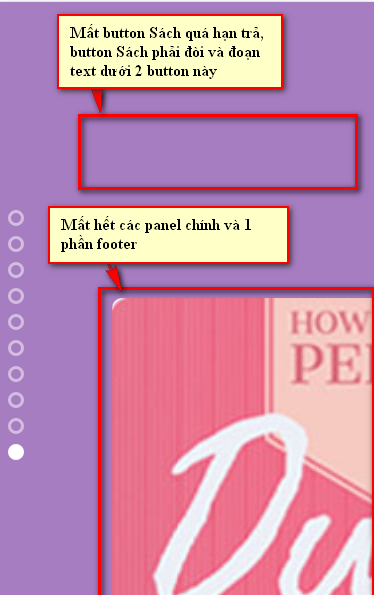 Mất button Sách quá hạn trả,
button Sách phải đòi và đoạn
text dưới 2 button này
Mất hết các panel chính và 1
phần footer
HOW
PE
Du